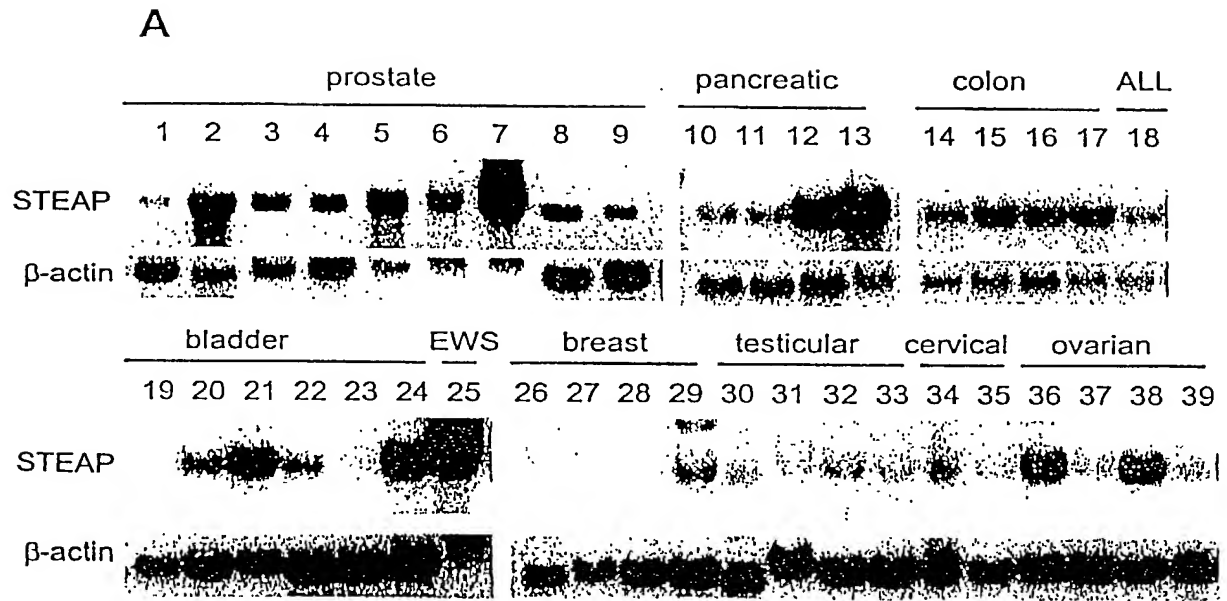 A
prostate pancreatic colon ALL
1 2 3 4 5 6 7 8 9 10 11 12 13 14 15 16 17 18
STEAP
β-actin
bladder EWS breast testicular cervical ovarian
19 20 21 22 23 24 25 26 27 28 29 30 31 32 33 34 35 36 37 38 39
STEAP
β-actin